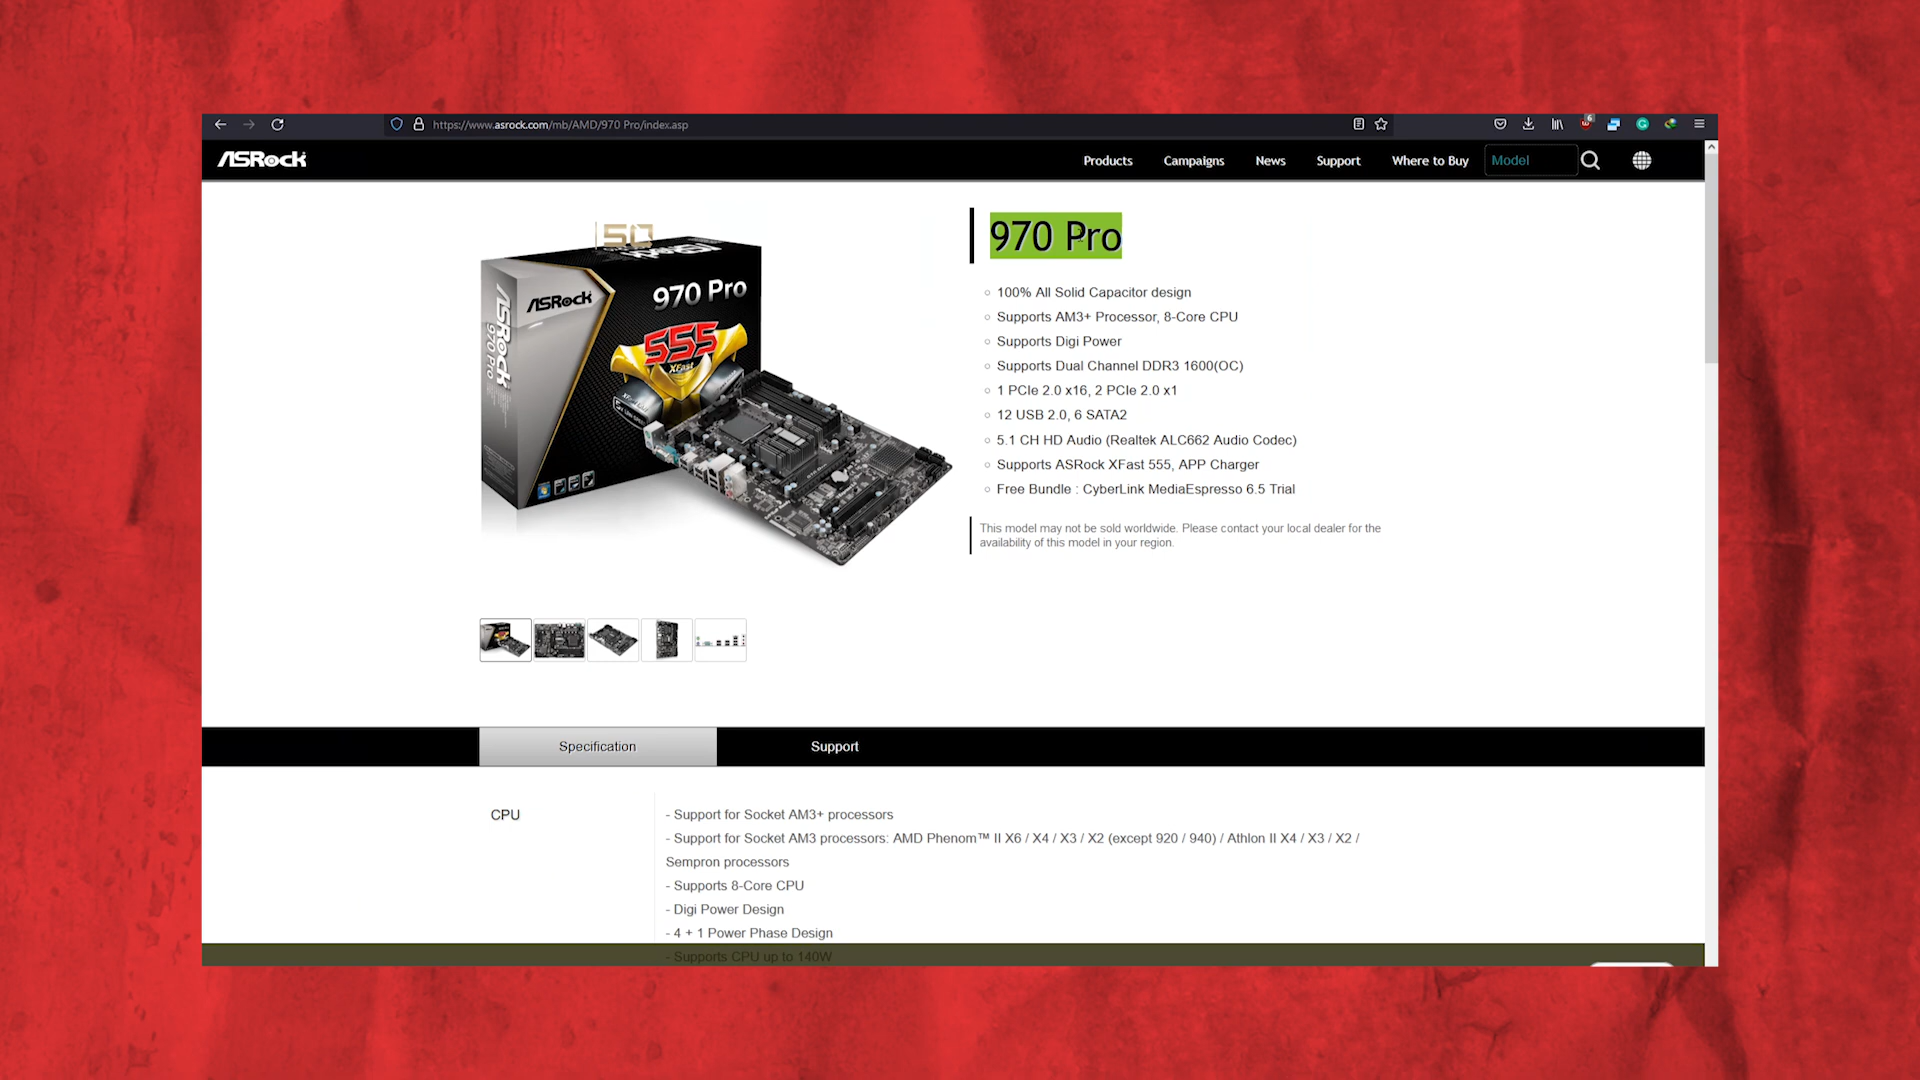 https://www.asrock.com/mb/AMD/970 Pro/index.asp
6
ASRock
Products
Campaigns
News
Support
Where to Buy
Model
970 Pro
100% All Solid Capacitor design
Supports AM3+ Processor, 8-Core CPU
Supports Digi Power
Supports Dual Channel DDR3 1600(OC)
1 PCIe 2.0 x16, 2 PCIe 2.0 x1
12 USB 2.0, 6 SATA2
5.1 CH HD Audio (Realtek ALC662 Audio Codec)
Supports ASRock XFast 555, APP Charger
Free Bundle : CyberLink MediaEspresso 6.5 Trial
This model may not be sold worldwide. Please contact your local dealer for the
availability of this model in your region.
ASRock
970 Pro
555
XFast
ASRock
970 Pro
Specification
Support
CPU
- Support for Socket AM3+ processors
- Support for Socket AM3 processors: AMD Phenom™ II X6 / X4 / X3 / X2 (except 920 / 940) / Athlon II X4 / X3 / X2 /
Sempron processors
- Supports 8-Core CPU
- Digi Power Design
- 4 + 1 Power Phase Design
- Supports CPU up to 140W